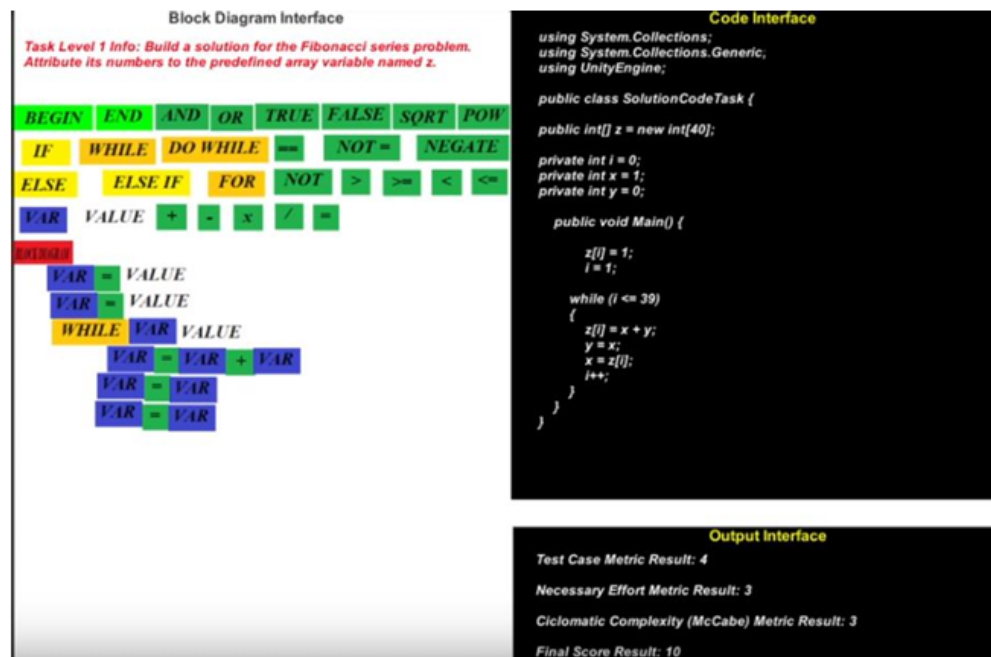 Block Diagram Interface
Task Level 1 Info: Build a solution for the Fibonacci series problem.
Attribute its numbers to the predefined array variable named z.
BEGIN END AND OR TRUE FALSE SQRT POW
IF WHILE DO WHILE == NOT = NEGATE
ELSE ELSE IF FOR NOT > >= < <=
VAR VALUE + - x / =
BLOCK DIAGRAM
VAR = VALUE
VAR = VALUE
WHILE VAR VALUE
VAR = VAR + VAR
VAR = VAR
VAR = VAR
Code Interface
using System.Collections;
using System.Collections.Generic;
using UnityEngine;
public class SolutionCodeTask {
public int[] z = new int[40];
private int i = 0;
private int x = 1;
private int y = 0;
public void Main() {
z[i] = 1;
i = 1;
while (i <= 39)
{
z[i] = x + y;
y = x;
x = z[i];
i++;
}
}
}
Output Interface
Test Case Metric Result: 4
Necessary Effort Metric Result: 3
Ciclomatic Complexity (McCabe) Metric Result: 3
Final Score Result: 10